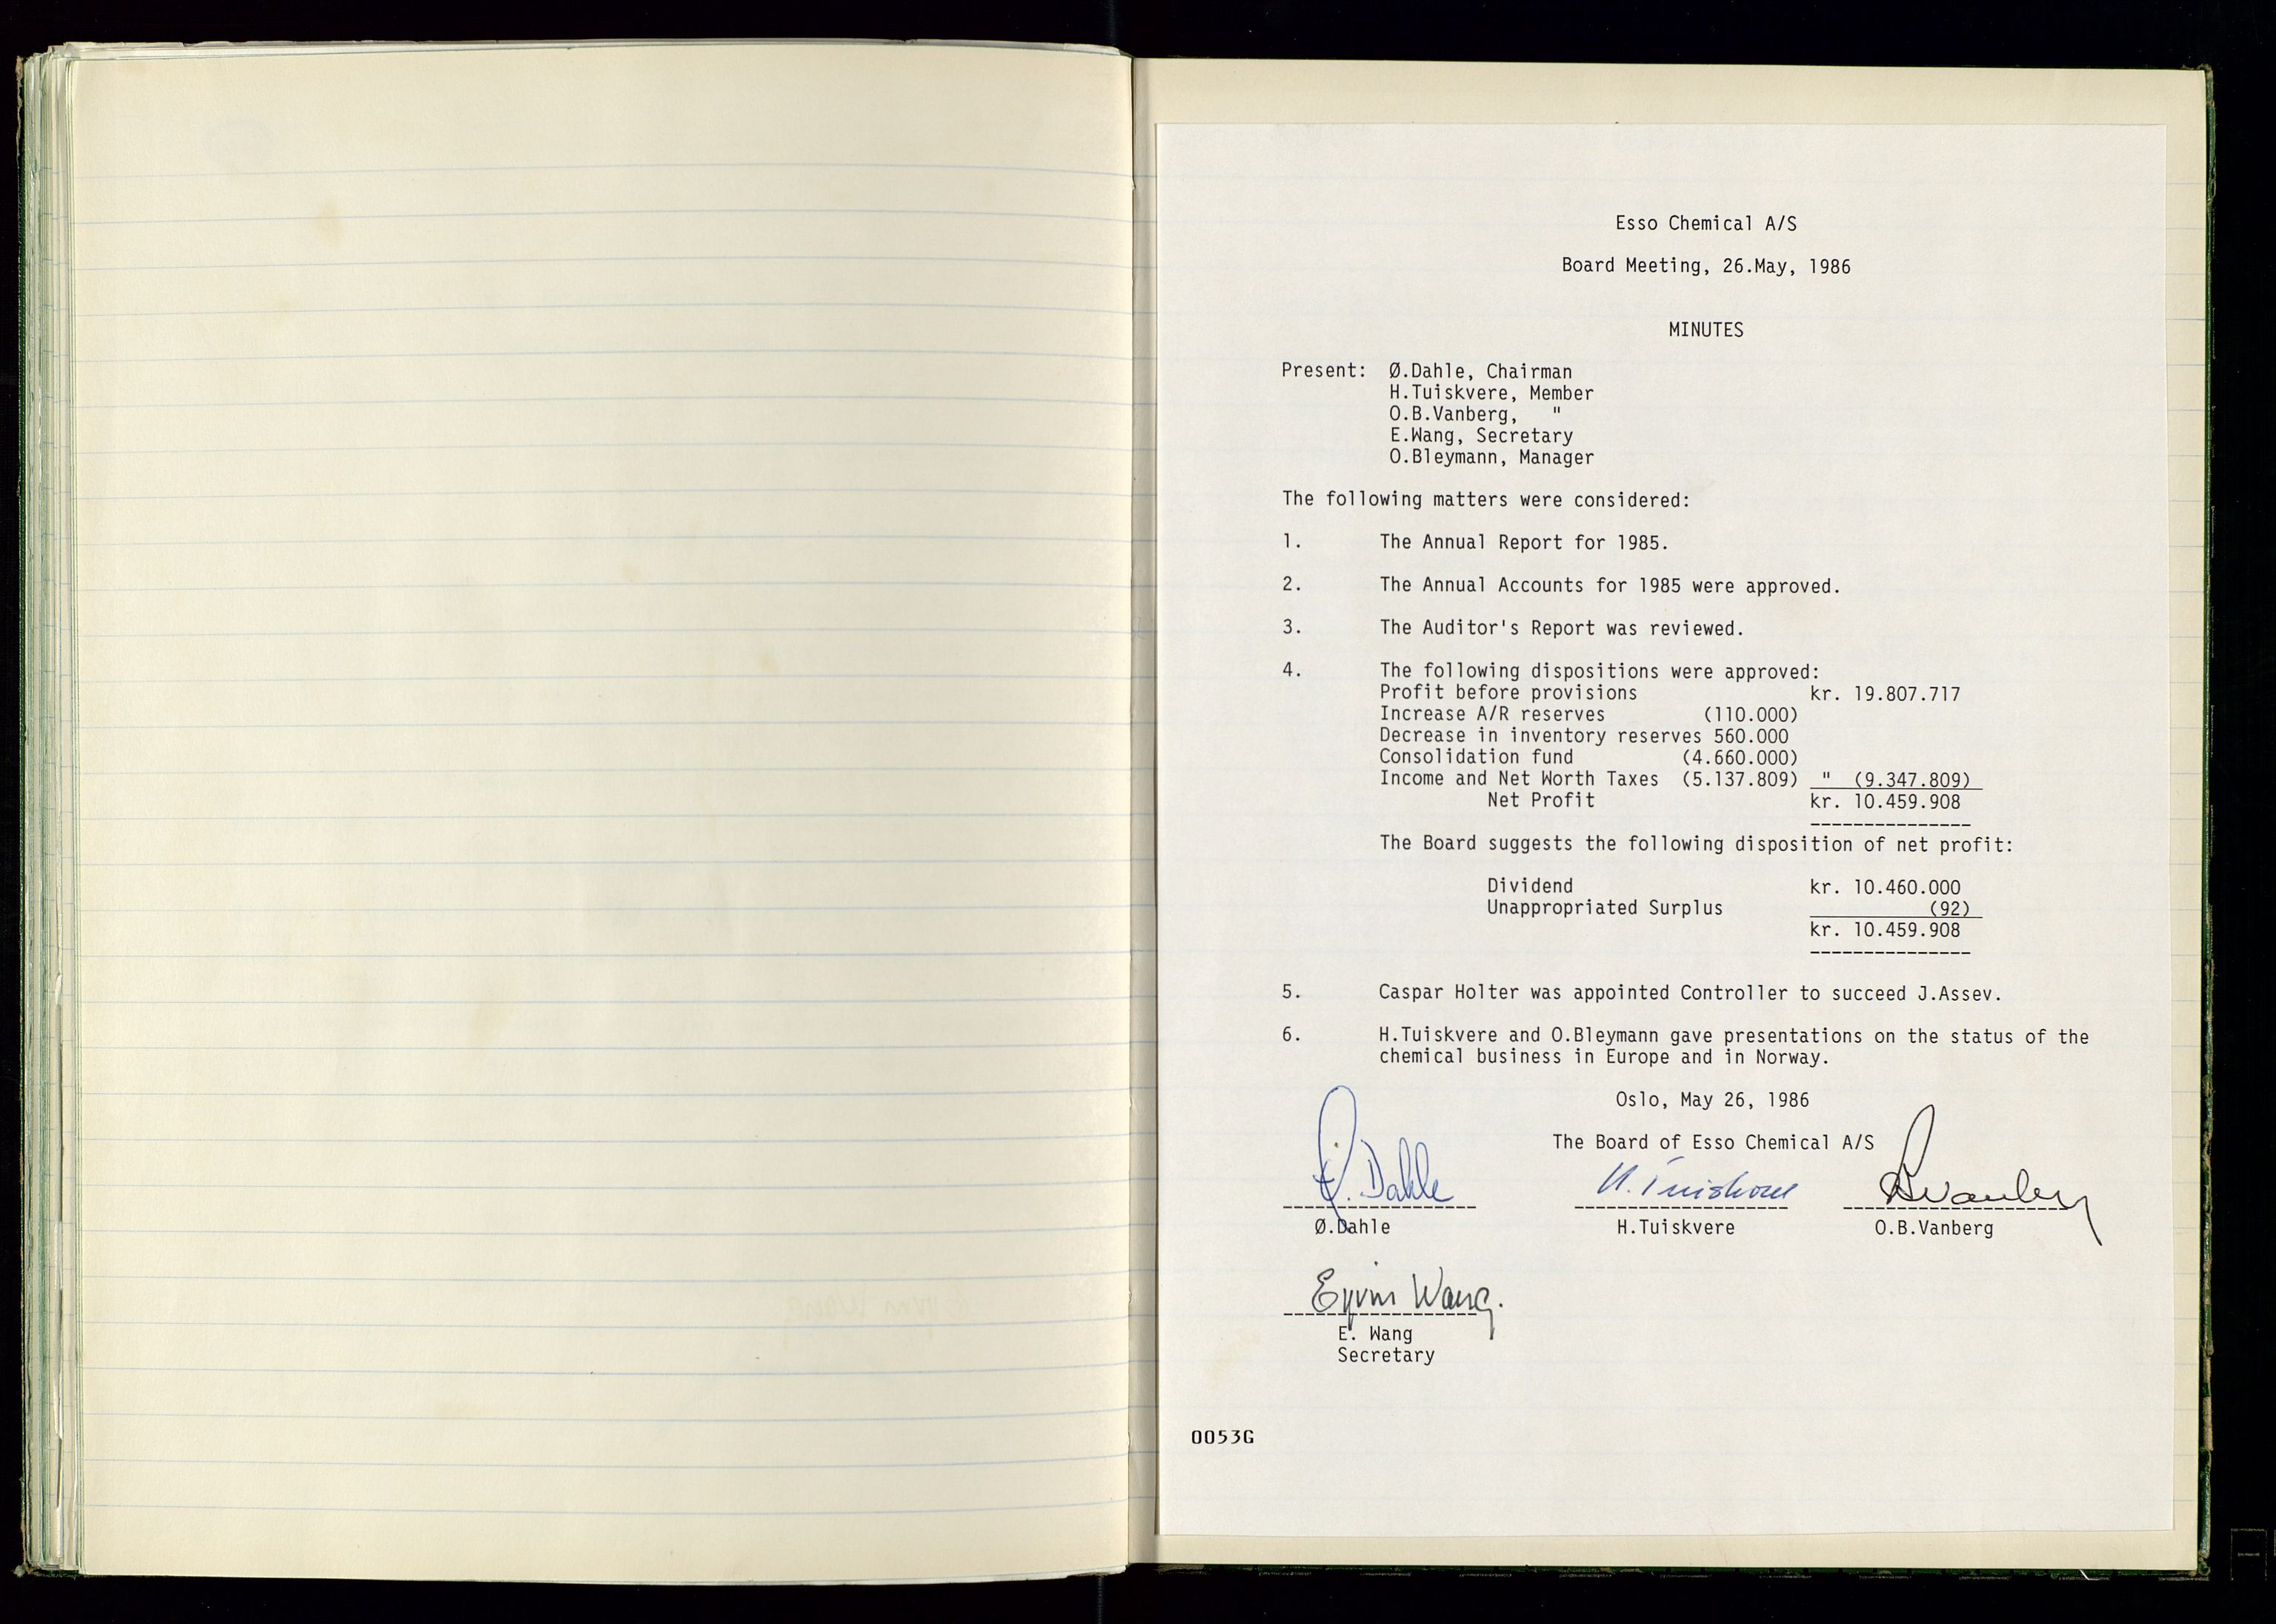 Esso Chemical A/S
Board Meeting, 26.May, 1986
MINUTES
Present: Ø.Dahle, Chairman
H.Tuiskvere, Member
O.B.Vanberg, "
E.Wang, Secretary
O.Bleymann, Manager
The following matters were considered:
1. The Annual Report for 1985.
2. The Annual Accounts for 1985 were approved.
3. The Auditor's Report was reviewed.
4. The following dispositions were approved:
Profit before provisions kr. 19.807.717
Increase A/R reserves (110.000)
Decrease in inventory reserves 560.000
Consolidation fund (4.660.000)
Income and Net Worth Taxes (5.137.809) " (9.347.809)
Net Profit kr. 10.459.908
The Board suggests the following disposition of net profit:
Dividend kr. 10.460.000
Unappropriated Surplus (92)
kr. 10.459.908
5. Caspar Holter was appointed Controller to succeed J.Assev.
6. H.Tuiskvere and O.Bleymann gave presentations on the status of the
chemical business in Europe and in Norway.
Oslo, May 26, 1986
The Board of Esso Chemical A/S
Ø. Dahle H. Tuiskvere BVanberg
Ø.Dahle H.Tuiskvere O.B.Vanberg
Eyvin Wang.
E. Wang
Secretary
0053G